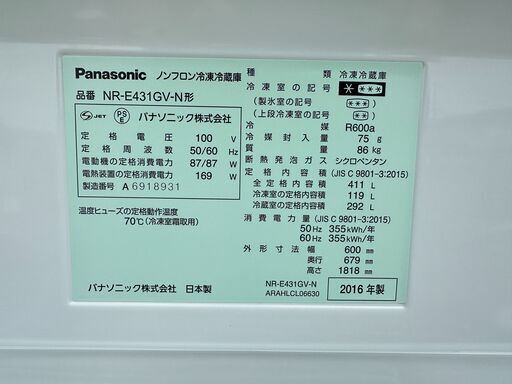 Panasonic ノンフロン冷凍冷蔵庫
品番 NR-E431GV-N形
S JET PS E パナソニック株式会社
定格電圧 100 V
定格周波数 50/60 Hz
電動機の定格消費電力 87/87 W
電熱装置の定格消費電力 169 W
製造番号 A 6918931
温度ヒューズの定格動作温度
70℃(冷凍室霜取用)
パナソニック株式会社 日本製
種類 冷凍冷蔵庫
冷凍室の記号 ****
(製氷室の記号) (***)
(上段冷凍室の記号) (***)
冷媒 R600a
冷媒封入量 75 g
質量 86 kg
断熱発泡ガス シクロペンタン
定格内容積 (JIS C 9801-3:2015)
全定格内容積 411 L
冷凍室の定格内容積 119 L
冷蔵室の定格内容積 292 L
消費電力量 (JIS C 9801-3:2015)
50Hz 355 kWh/年
60Hz 355 kWh/年
外形寸法 幅 600 mm
奥行 679 mm
高さ 1818 mm
NR-E431GV-N
ARAHLCL06630
2016 年製